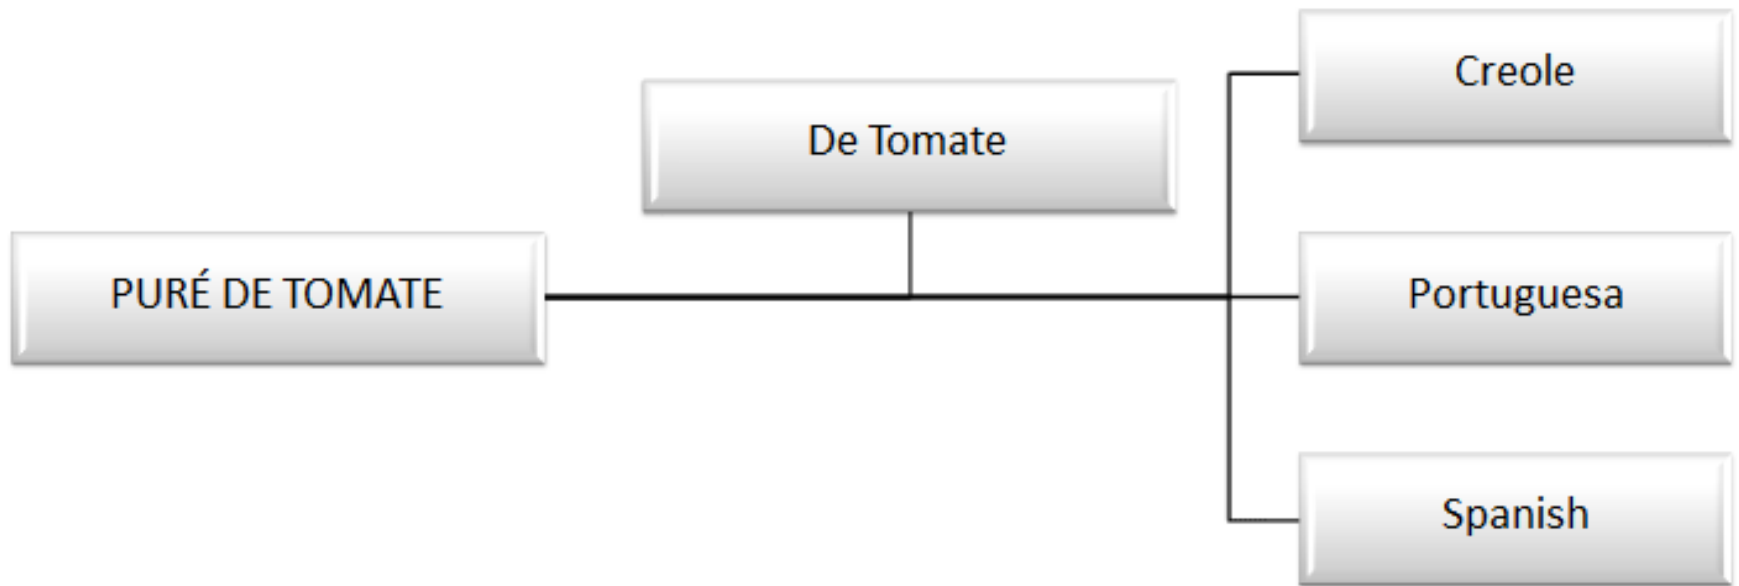 PURÉ DE TOMATE
De Tomate
Creole
Portuguesa
Spanish